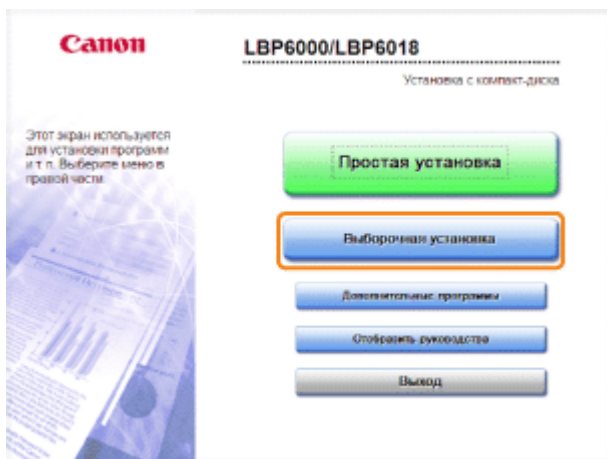 Canon
LBP6000/LBP6018
Установка с компакт-диска
Этот экран используется
для установки программ
и т п. Выберите меню в
правой части.
Простая установка
Выборочная установка
Дополнительные программы
Отобразить руководства
Выход